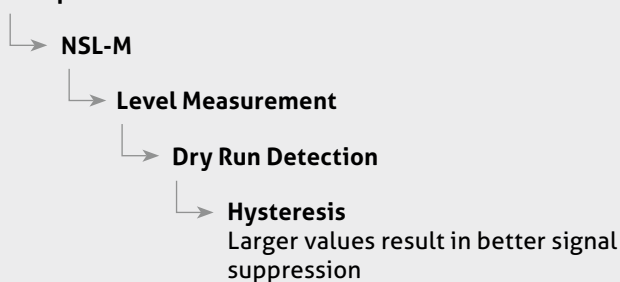 NSL-M
Level Measurement
Dry Run Detection
Hysteresis
Larger values result in better signal
suppression